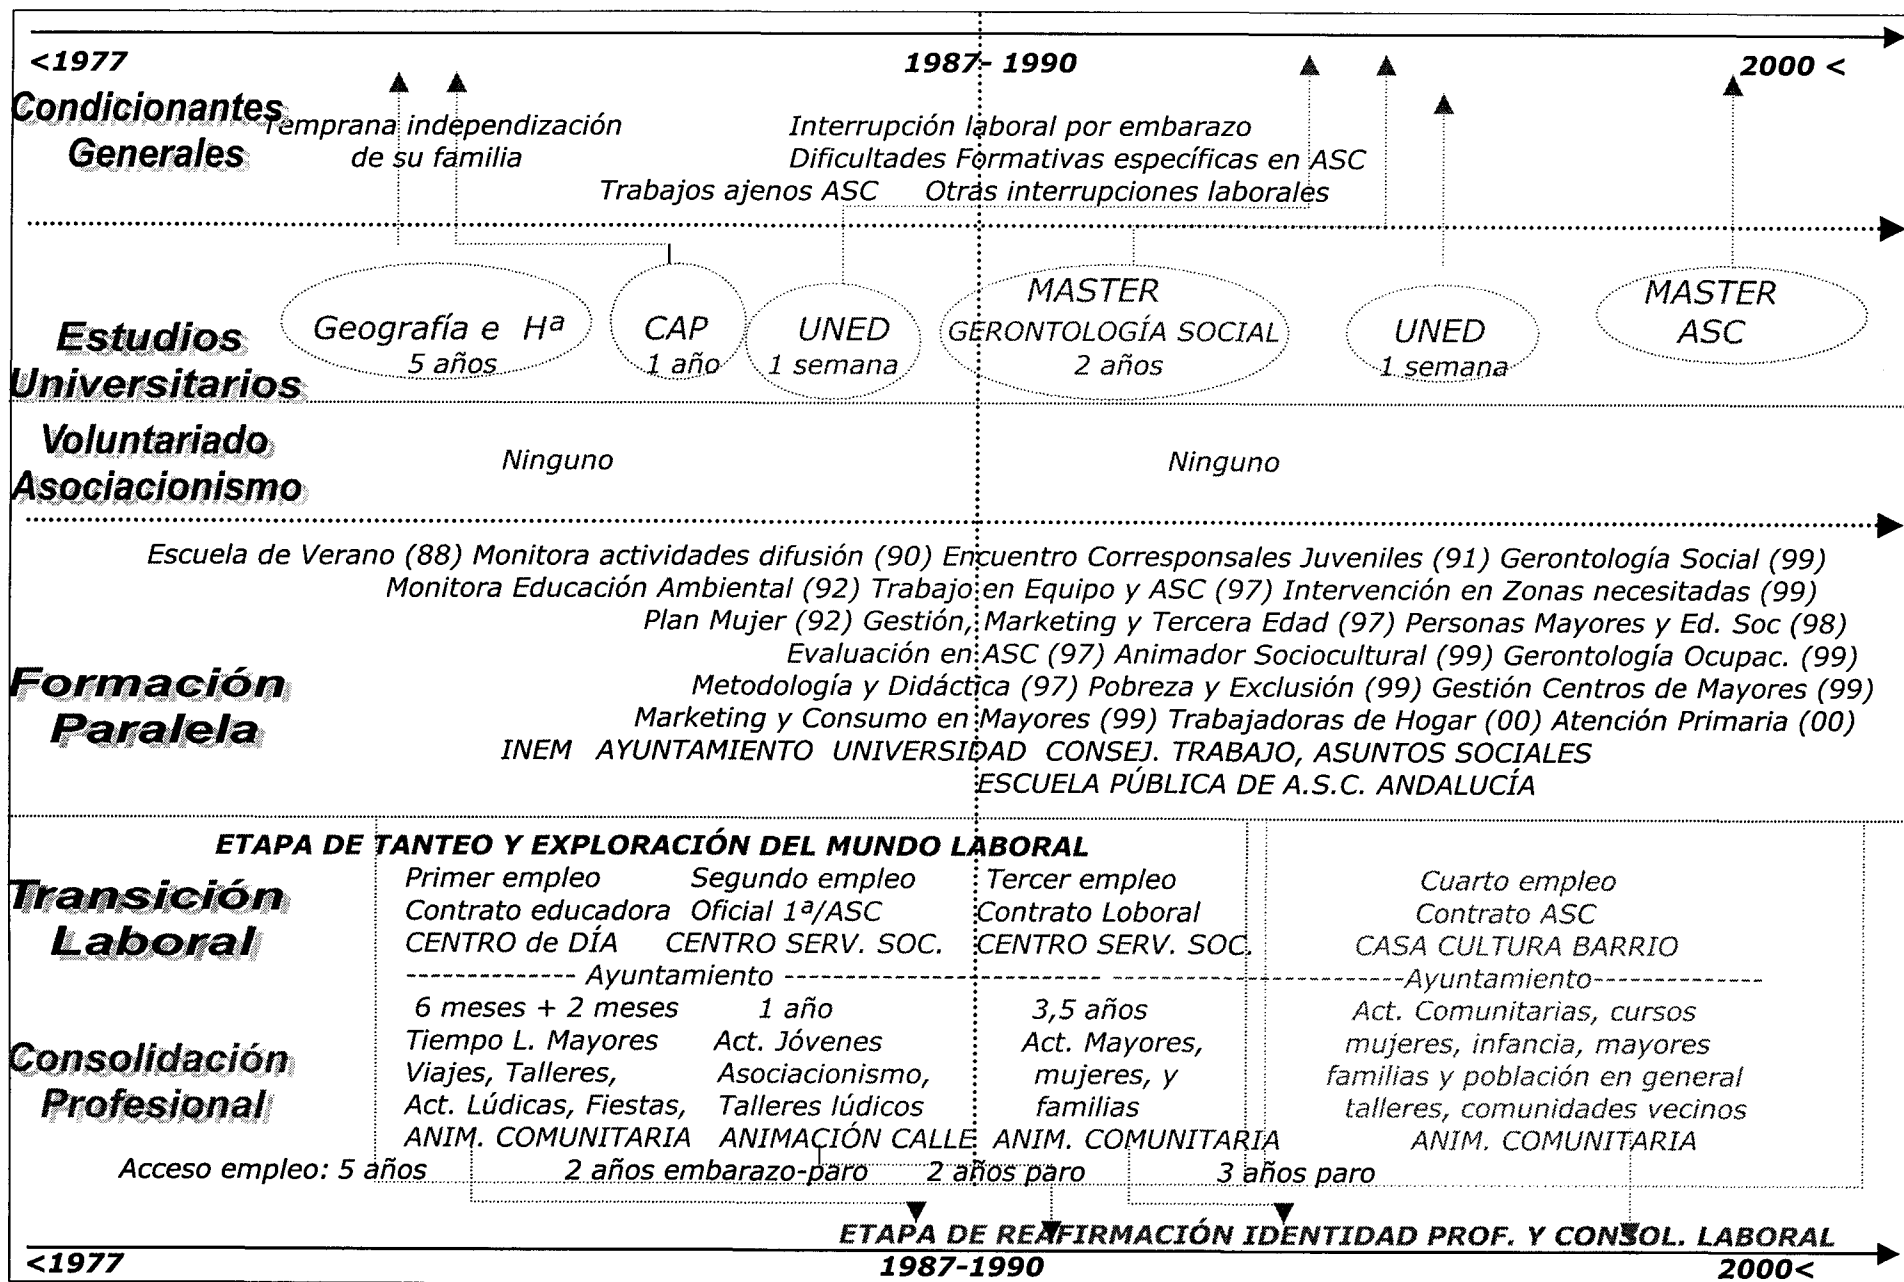 <1977 1987- 1990 2000 <
Condicionantes
Generales
Temprana independización
de su familia
Interrupción laboral por embarazo
Dificultades Formativas específicas en ASC
Trabajos ajenos ASC Otras interrupciones laborales
Estudios
Universitarios
Geografía e Hª
5 años
CAP
1 año
UNED
1 semana
MASTER
GERONTOLOGÍA SOCIAL
2 años
UNED
1 semana
MASTER
ASC
Voluntariado
Asociacionismo
Ninguno Ninguno
Formación
Paralela
Escuela de Verano (88) Monitora actividades difusión (90) Encuentro Corresponsales Juveniles (91) Gerontología Social (99)
Monitora Educación Ambiental (92) Trabajo en Equipo y ASC (97) Intervención en Zonas necesitadas (99)
Plan Mujer (92) Gestión, Marketing y Tercera Edad (97) Personas Mayores y Ed. Soc (98)
Evaluación en ASC (97) Animador Sociocultural (99) Gerontología Ocupac. (99)
Metodología y Didáctica (97) Pobreza y Exclusión (99) Gestión Centros de Mayores (99)
Marketing y Consumo en Mayores (99) Trabajadoras de Hogar (00) Atención Primaria (00)
INEM AYUNTAMIENTO UNIVERSIDAD CONSEJ. TRABAJO, ASUNTOS SOCIALES
ESCUELA PÚBLICA DE A.S.C. ANDALUCÍA
ETAPA DE TANTEO Y EXPLORACIÓN DEL MUNDO LABORAL
Transición
Laboral
Consolidación
Profesional
Primer empleo Segundo empleo Tercer empleo Cuarto empleo
Contrato educadora Oficial 1ª/ASC Contrato Loboral Contrato ASC
CENTRO de DÍA CENTRO SERV. SOC. CENTRO SERV. SOC. CASA CULTURA BARRIO
------------- Ayuntamiento ------------------------ --------------------Ayuntamiento-------------
6 meses + 2 meses 1 año 3,5 años Act. Comunitarias, cursos
Tiempo L. Mayores Act. Jóvenes Act. Mayores, mujeres, infancia, mayores
Viajes, Talleres, Asociacionismo, mujeres, y familias y población en general
Act. Lúdicas, Fiestas, Talleres lúdicos familias talleres, comunidades vecinos
ANIM. COMUNITARIA ANIMACIÓN CALLE ANIM. COMUNITARIA ANIM. COMUNITARIA
Acceso empleo: 5 años 2 años embarazo-paro 2 años paro 3 años paro
ETAPA DE REAFIRMACIÓN IDENTIDAD PROF. Y CONSOL. LABORAL
<1977 1987-1990 2000<